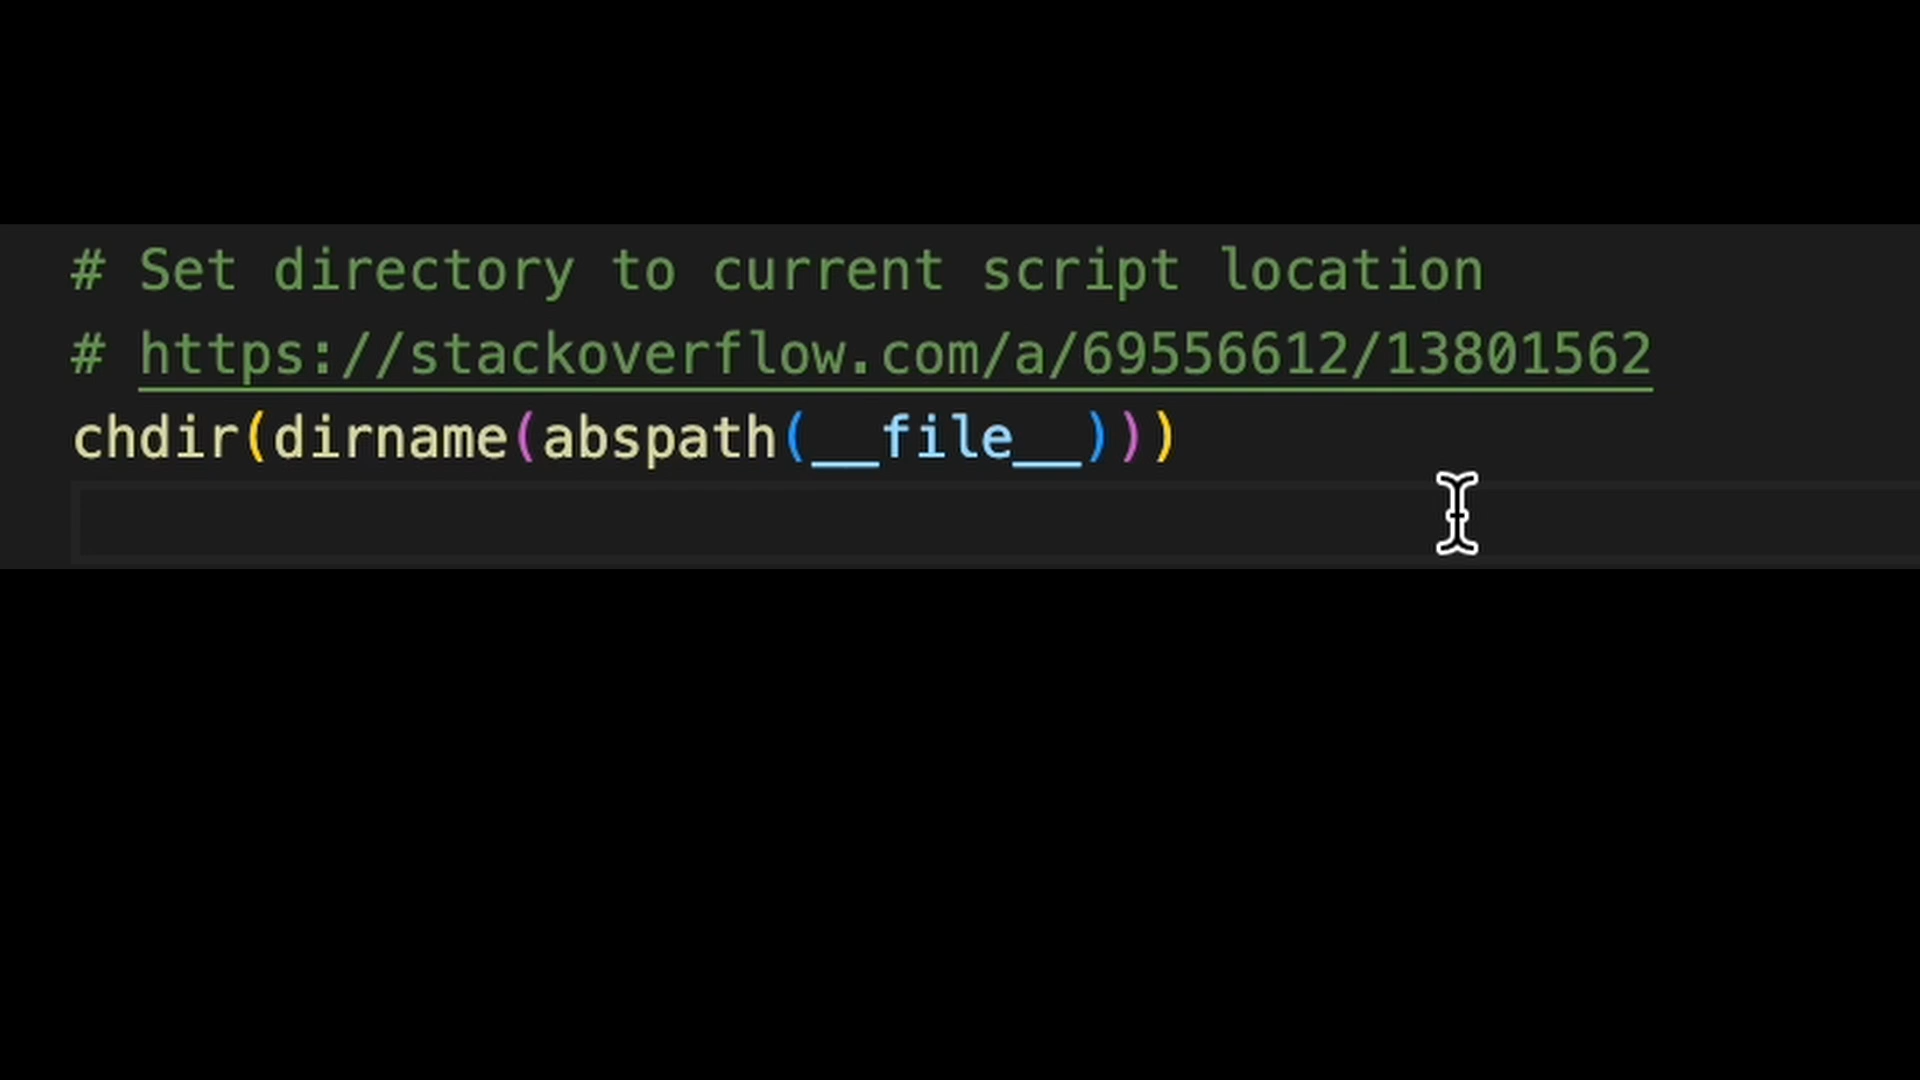 # Set directory to current script location
# https://stackoverflow.com/a/69556612/13801562
chdir(dirname(abspath(__file__)))